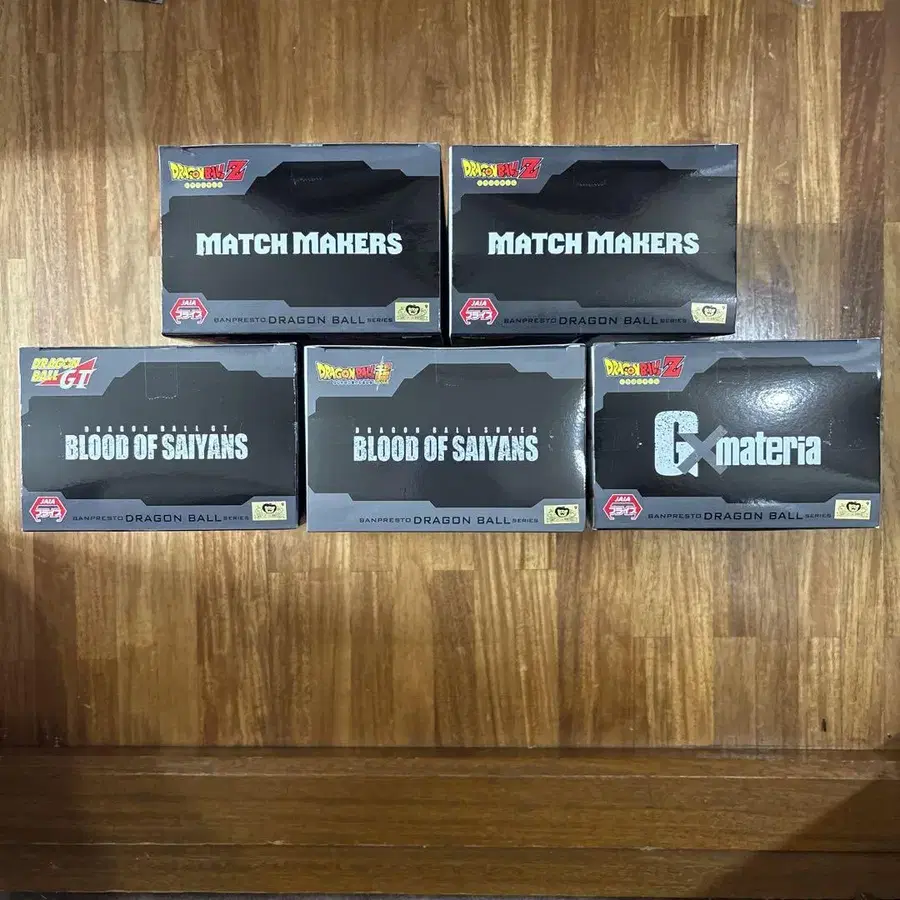 DRAGON BALL Z
MATCH MAKERS
JAIA
BANPRESTO DRAGON BALL SERIES
DRAGON BALL Z
MATCH MAKERS
JAIA
BANPRESTO DRAGON BALL SERIES
DRAGON BALL GT
DRAGON BALL GT
BLOOD OF SAIYANS
JAIA
BANPRESTO DRAGON BALL SERIES
DRAGON BALL
DRAGON BALL SUPER
BLOOD OF SAIYANS
BANPRESTO DRAGON BALL SERIES
DRAGON BALL Z
G×materia
JAIA
BANPRESTO DRAGON BALL SERIES